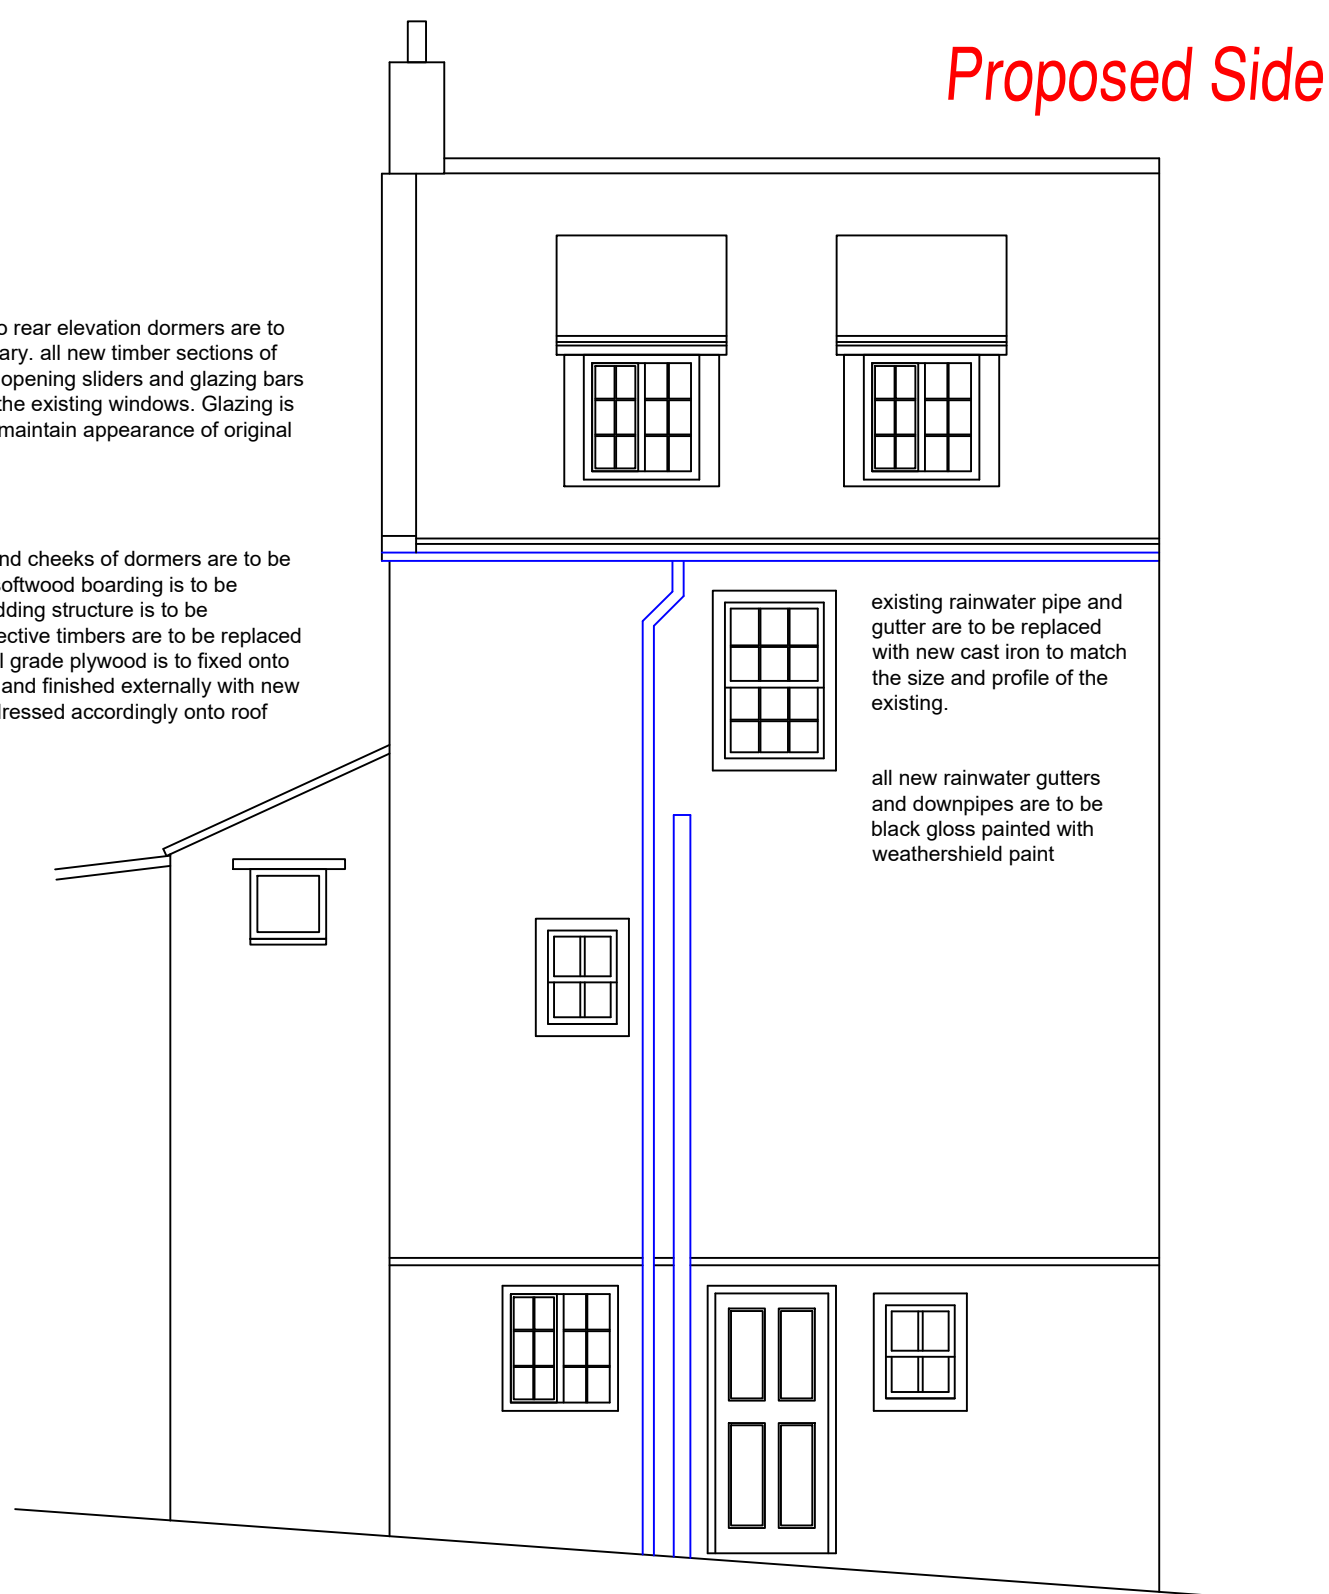 Proposed Side
o rear elevation dormers are to
ary. all new timber sections of
opening sliders and glazing bars
the existing windows. Glazing is
maintain appearance of original
nd cheeks of dormers are to be
softwood boarding is to be
dding structure is to be
ective timbers are to be replaced
l grade plywood is to fixed onto
and finished externally with new
dressed accordingly onto roof
existing rainwater pipe and
gutter are to be replaced
with new cast iron to match
the size and profile of the
existing.
all new rainwater gutters
and downpipes are to be
black gloss painted with
weathershield paint